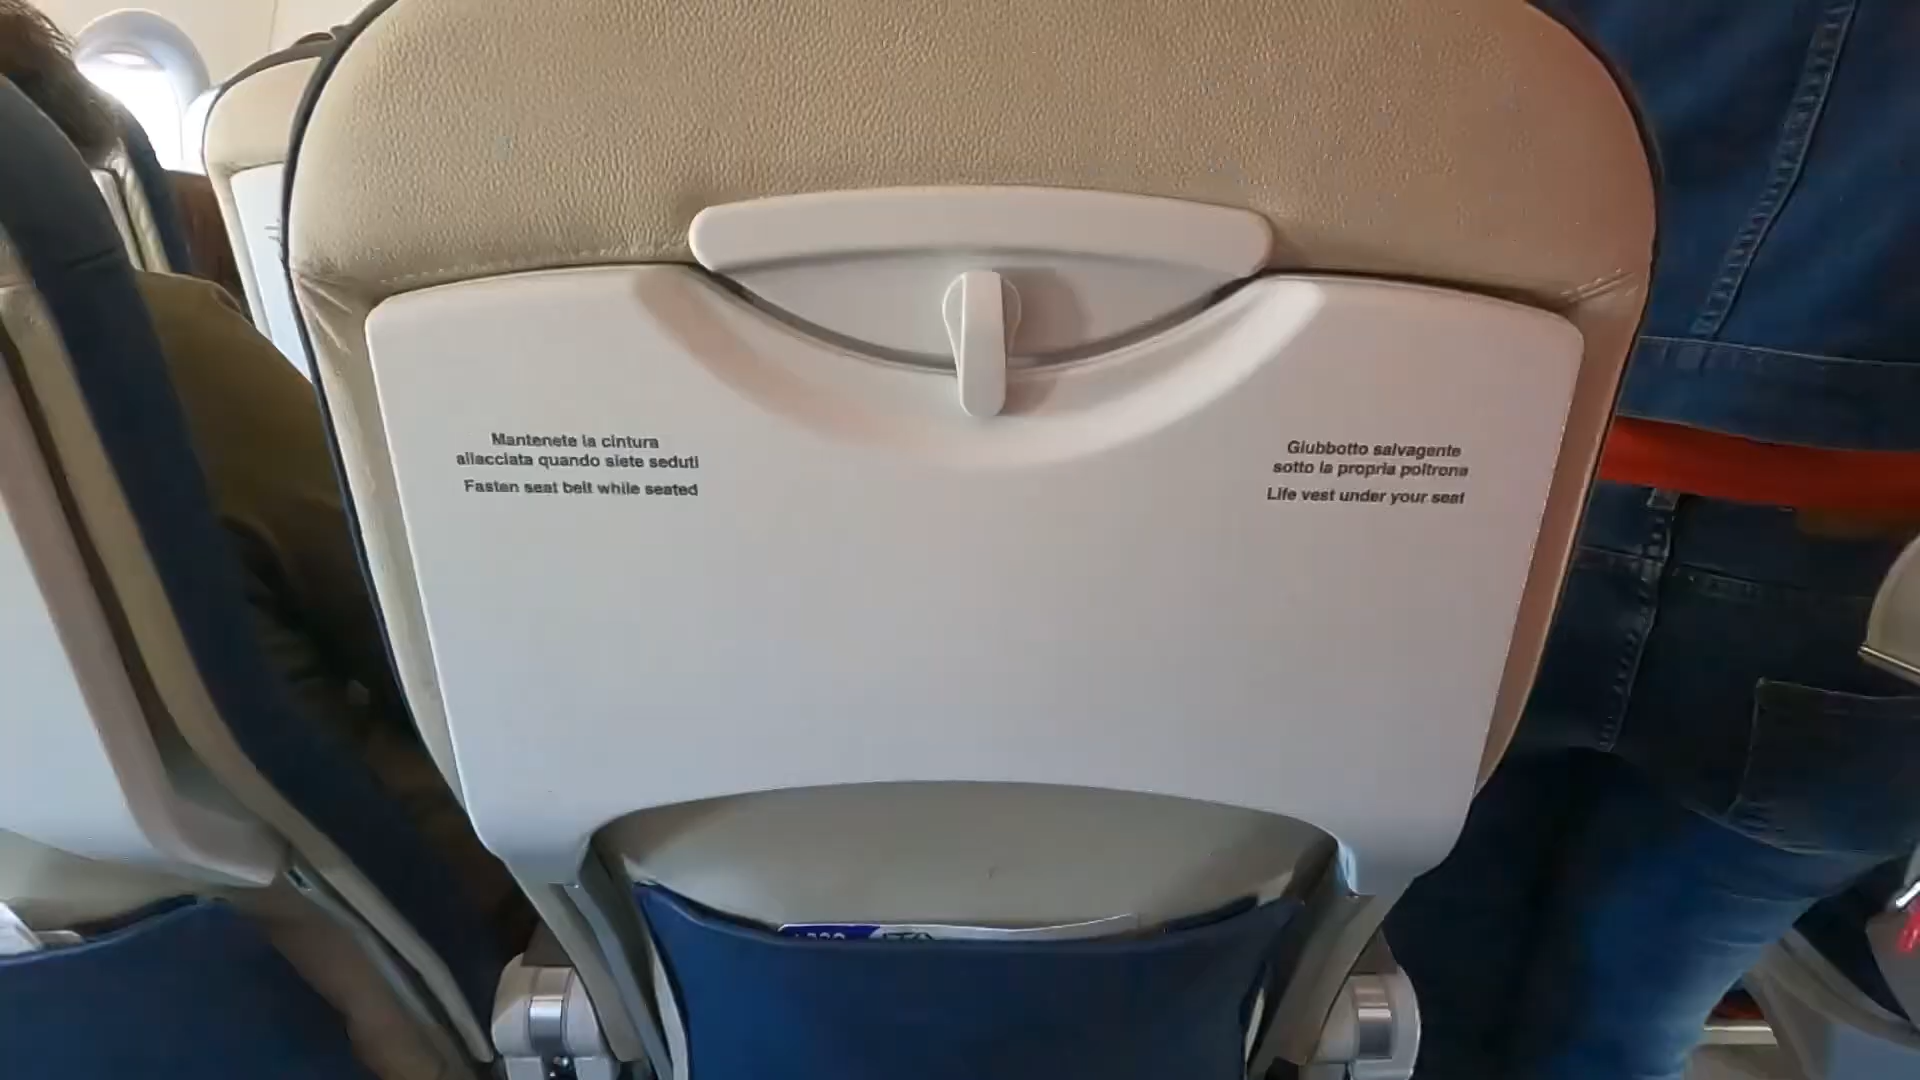 Mantenete la cintura
allacciata quando siete seduti
Fasten seat belt while seated
Giubbotto salvagente
sotto la propria poltrona
Life vest under your seat